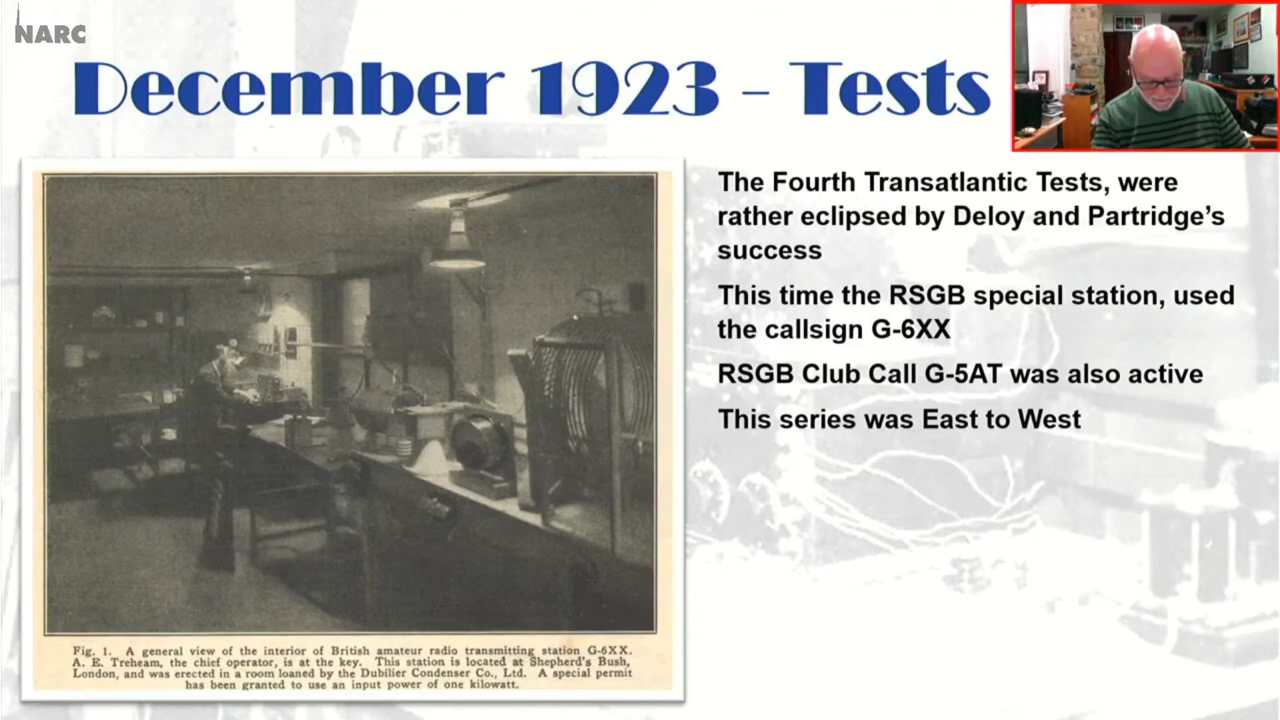 NARC
December 1923 – Tests
The Fourth Transatlantic Tests, were
rather eclipsed by Deloy and Partridge's
success
This time the RSGB special station, used
the callsign G-6XX
RSGB Club Call G-5AT was also active
This series was East to West
Fig. 1. A general view of the interior of British amateur radio transmitting station G-6XX.
A. E. Treheam, the chief operator, is at the key. This station is located at Shepherd's Bush,
London, and was erected in a room loaned by the Dubilier Condenser Co., Ltd. A special permit
has been granted to use an input power of one kilowatt.